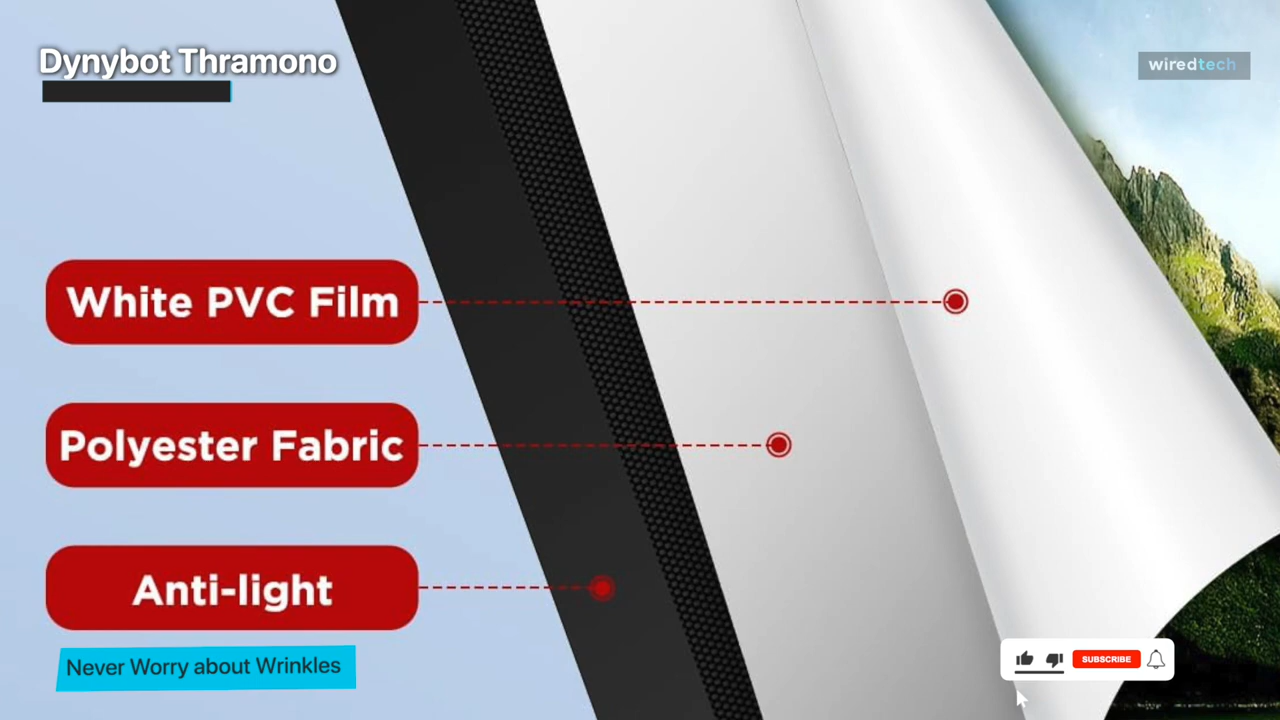 Dynybot Thramono
wiredtech
White PVC Film
Polyester Fabric
Anti-light
Never Worry about Wrinkles
SUBSCRIBE